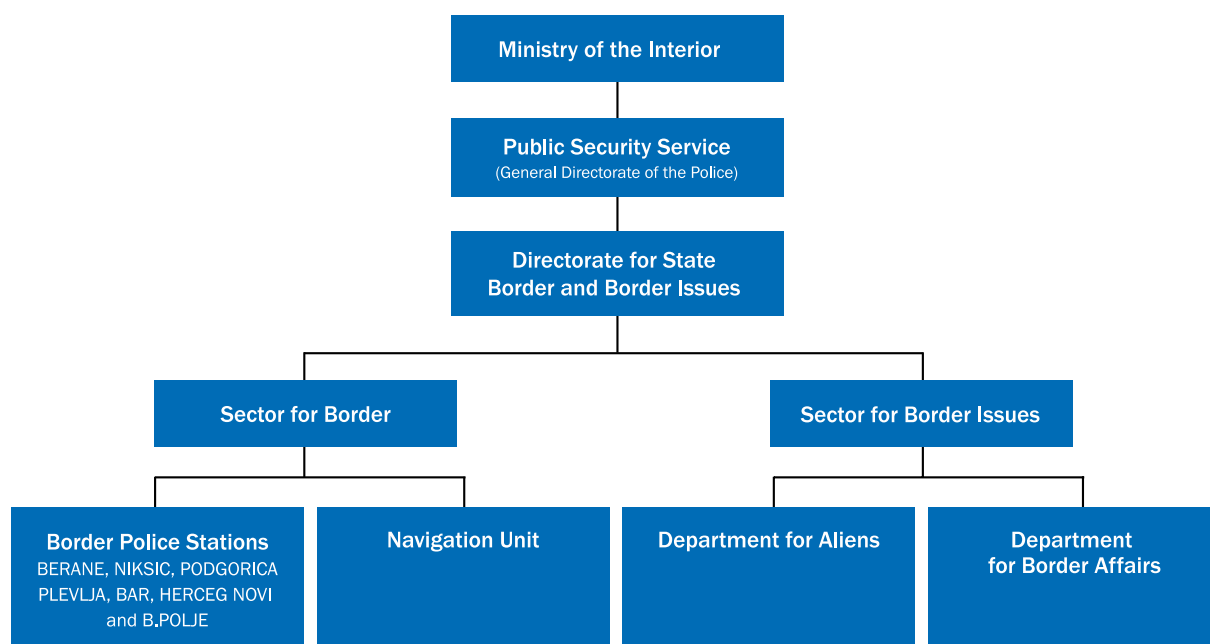 Ministry of the Interior
Public Security Service
(General Directorate of the Police)
Directorate for State
Border and Border Issues
Sector for Border
Sector for Border Issues
Border Police Stations
BERANE, NIKSIC, PODGORICA
PLEVLJA, BAR, HERCEG NOVI
and B.POLJE
Navigation Unit
Department for Aliens
Department
for Border Affairs